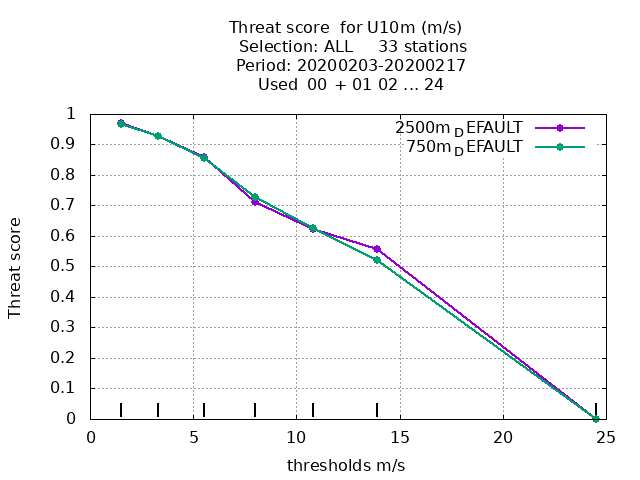 Threat score  for U10m (m/s)
Selection: ALL     33 stations
Period: 20200203-20200217
Used  00  + 01 02 ... 24
2500m_DEFAULT
750m_DEFAULT
Threat score
1
0.9
0.8
0.7
0.6
0.5
0.4
0.3
0.2
0.1
0
0 5 10 15 20 25
thresholds m/s